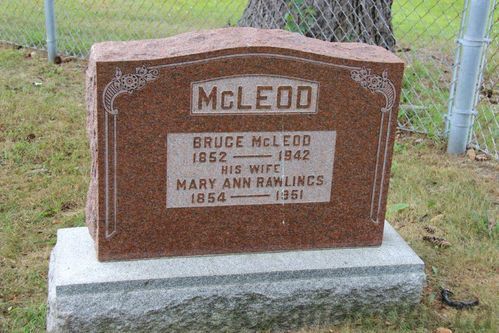 McLEOD
BRUCE McLEOD
1852 — 1942
HIS WIFE
MARY ANN RAWLINGS
1854 — 1951